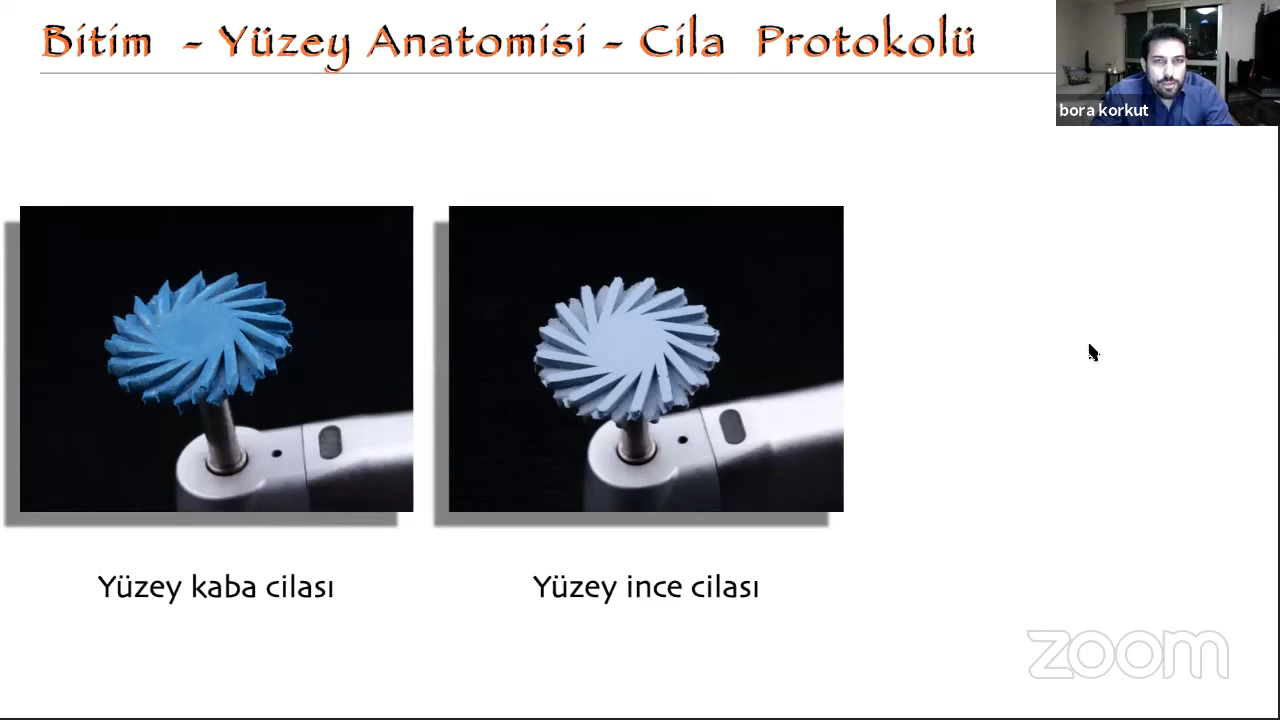 Bitim - Yüzey Anatomisi - Cila Protokolü
bora korkut
Yüzey kaba cilası
Yüzey ince cilası
zoom